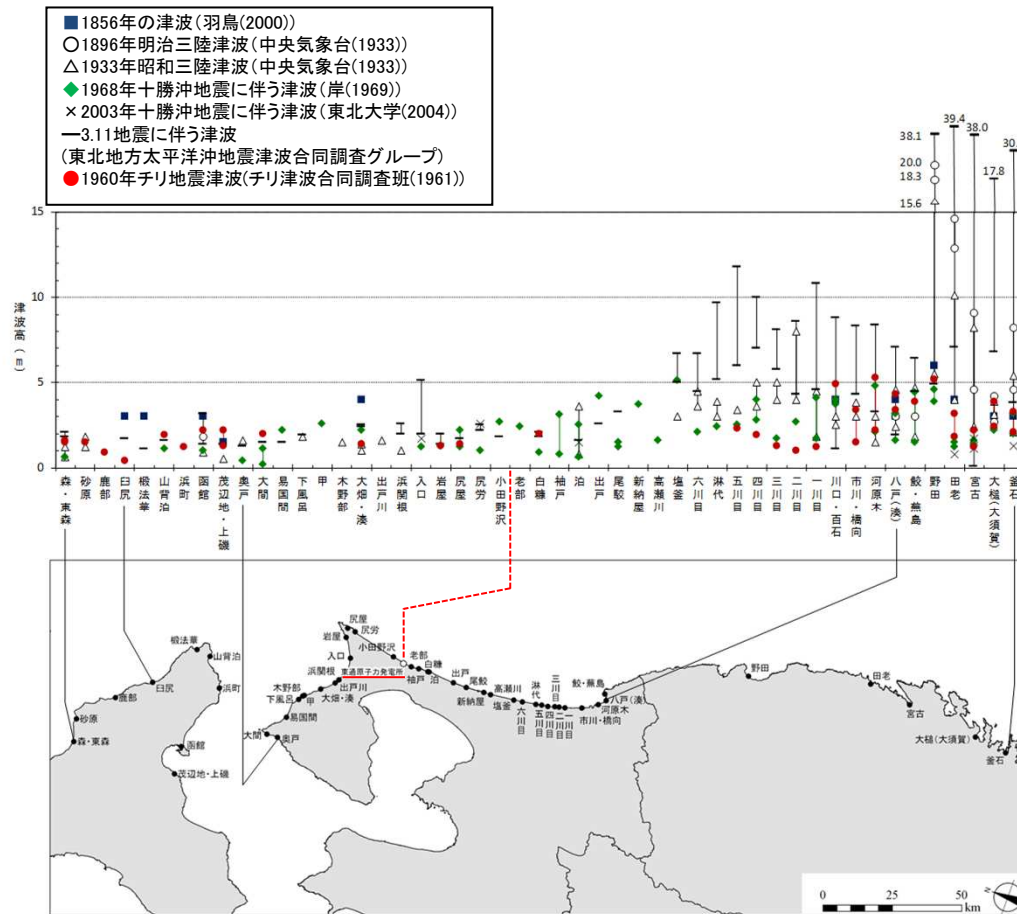 ■1856年の津波(羽鳥(2000))
○1896年明治三陸津波(中央気象台(1933))
△1933年昭和三陸津波(中央気象台(1933))
◆1968年十勝沖地震に伴う津波(岸(1969))
×2003年十勝沖地震に伴う津波(東北大学(2004))
ー3.11地震に伴う津波
(東北地方太平洋沖地震津波合同調査グループ)
●1960年チリ地震津波(チリ津波合同調査班(1961))
38.1
20.0
18.3
15.6
39.4
38.0
17.8
30.
津波高(m)
15
10
5
0
森・東森
砂原
鹿部
臼尻
椴法華
山背泊
浜町
函館
茂辺地・上磯
奥戸
大間
易国間
下風呂
甲
木野部
大畑・湊
出戸川
浜関根
入口
岩屋
尻屋
尻労
小田野沢
老部
白糠
袖戸
泊
出戸
尾駮
新納屋
高瀬川
塩釜
六川目
淋代
五川目
四川目
三川目
二川目
一川目
川口・百石
市川・橋向
河原木
八戸(湊)
鮫・蕪島
野田
田老
宮古
大槌(大須賀)
釜石
椴法華
山背泊
臼尻
鹿部
浜町
砂原
森・東森
函館
茂辺地・上磯
尻屋
岩屋
尻労
入口
小田野沢
浜関根
東通原子力発電所
老部
白糠
袖戸
泊
木野部
下風呂
甲
出戸川
大畑・湊
易国間
大間
奥戸
出戸
尾鮫
新納屋
高瀬川
塩釜
六川目
淋代
五川目
四川目
三川目
二川目
一川目
市川・橋向
河原木
八戸(湊)
鮫・蕪島
野田
田老
宮古
大槌(大須賀)
釜石
N
0 25 50
km